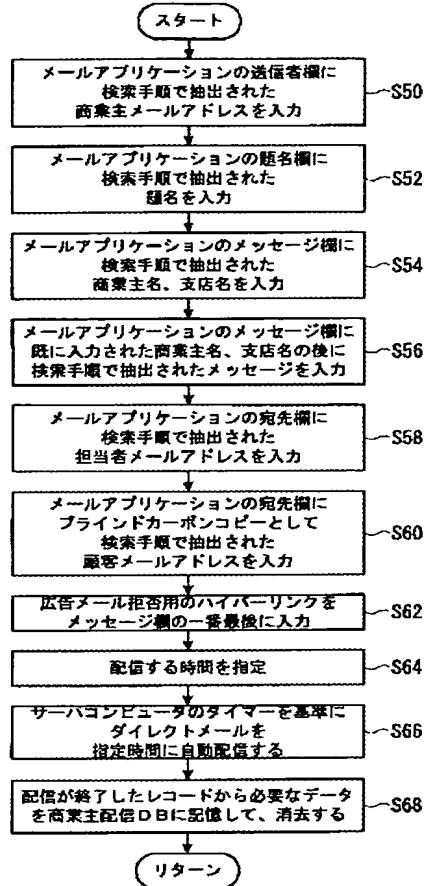 スタート
メールアプリケーションの送信者欄に
検索手順で抽出された
商業主メールアドレスを入力
S50
メールアプリケーションの題名欄に
検索手順で抽出された
題名を入力
S52
メールアプリケーションのメッセージ欄に
検索手順で抽出された
商業主名、支店名を入力
S54
メールアプリケーションのメッセージ欄に
既に入力された商業主名、支店名の後に
検索手順で抽出されたメッセージを入力
S56
メールアプリケーションの宛先欄に
検索手順で抽出された
担当者メールアドレスを入力
S58
メールアプリケーションの宛先欄に
ブラインドカーボンコピーとして
検索手順で抽出された
顧客メールアドレスを入力
S60
広告メール拒否用のハイパーリンクを
メッセージ欄の一番最後に入力
S62
配信する時間を指定
S64
サーバコンピュータのタイマーを基準に
ダイレクトメールを
指定時間に自動配信する
S66
配信が終了したレコードから必要なデータ
を商業主配信DBに記憶して、消去する
S68
リターン